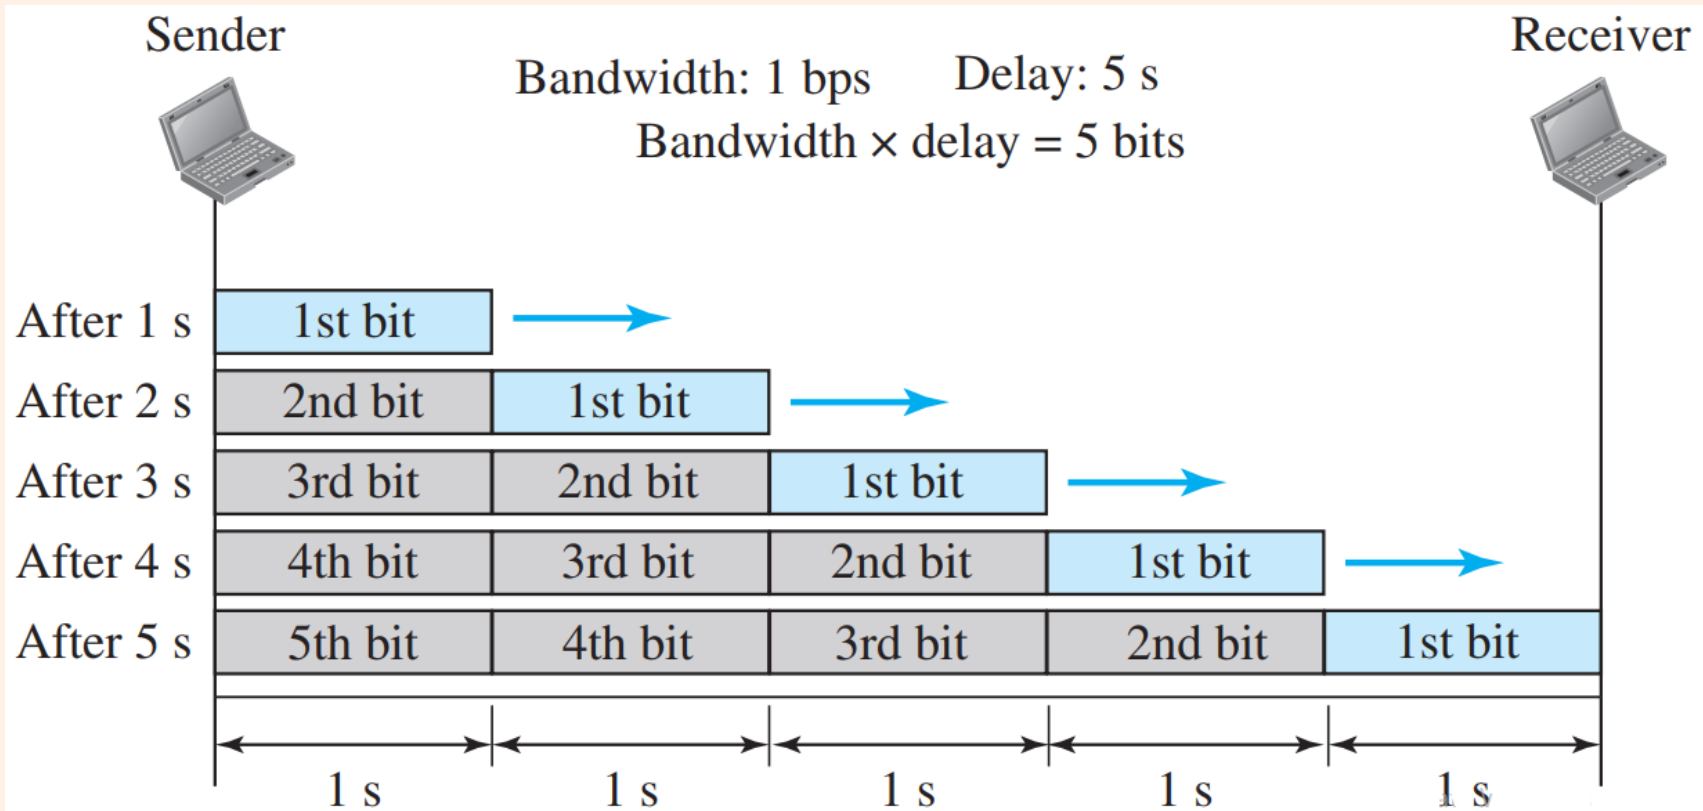 Sender
Receiver
Bandwidth: 1 bps Delay: 5 s
Bandwidth × delay = 5 bits
After 1 s 1st bit
After 2 s 2nd bit 1st bit
After 3 s 3rd bit 2nd bit 1st bit
After 4 s 4th bit 3rd bit 2nd bit 1st bit
After 5 s 5th bit 4th bit 3rd bit 2nd bit 1st bit
1 s 1 s 1 s 1 s 1 s